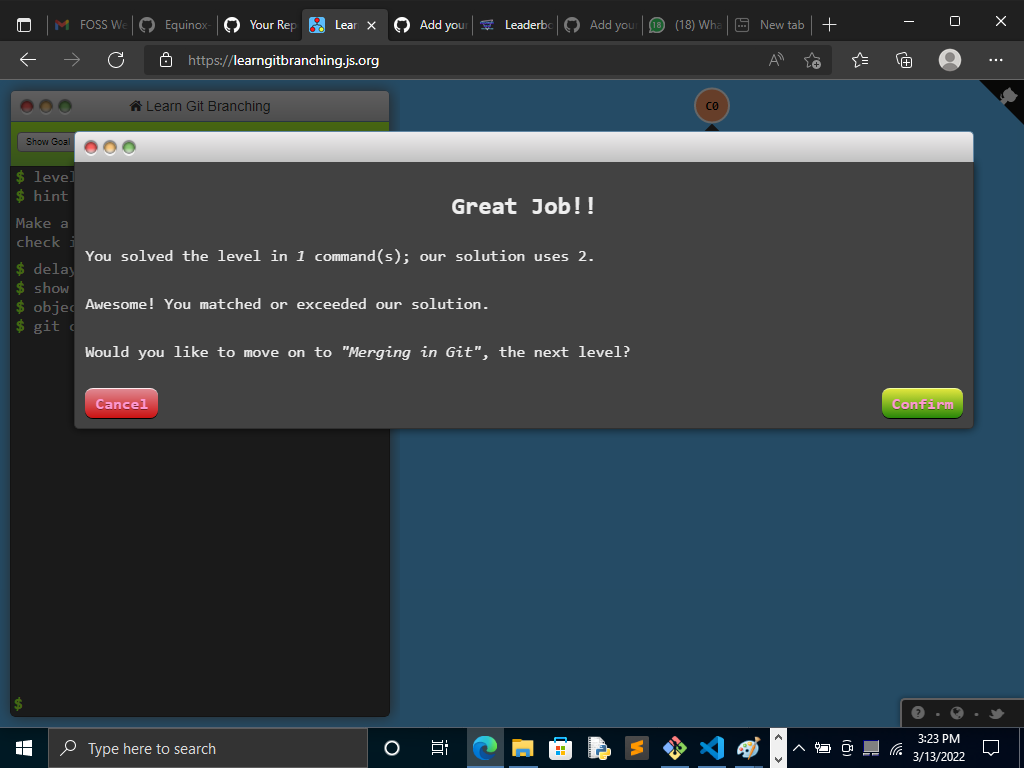 FOSS We
Equinox-
Your Rep
Lear
Add your
Leaderbo
Add your
(18) Wha
New tab
https://learngitbranching.js.org
Learn Git Branching
C0
Show Goal
$ level
$ hint
Make a
check i
$ delay
$ show
$ objec
$ git c
Great Job!!
You solved the level in 1 command(s); our solution uses 2.
Awesome! You matched or exceeded our solution.
Would you like to move on to "Merging in Git", the next level?
Cancel
Confirm
$
Type here to search
3:23 PM
3/13/2022